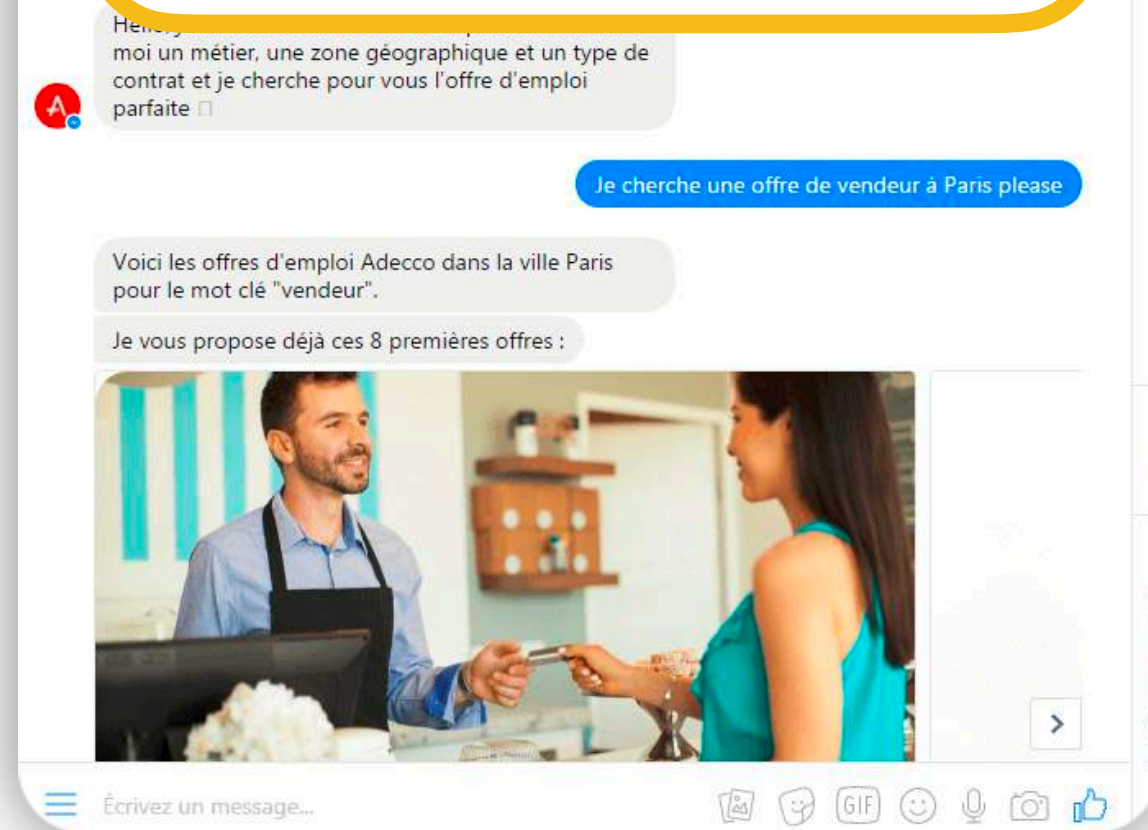 moi un métier, une zone géographique et un type de
contrat et je cherche pour vous l'offre d'emploi
parfaite
Je cherche une offre de vendeur à Paris please
Voici les offres d'emploi Adecco dans la ville Paris
pour le mot clé "vendeur".
Je vous propose déjà ces 8 premières offres :
Écrivez un message...
GIF